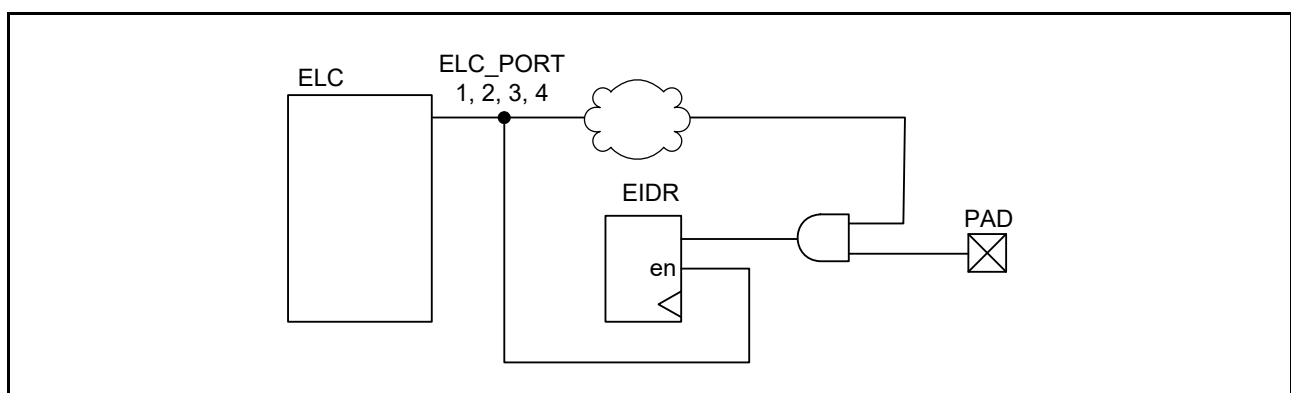 ELC
ELC_PORT
1, 2, 3, 4
EIDR
en
PAD